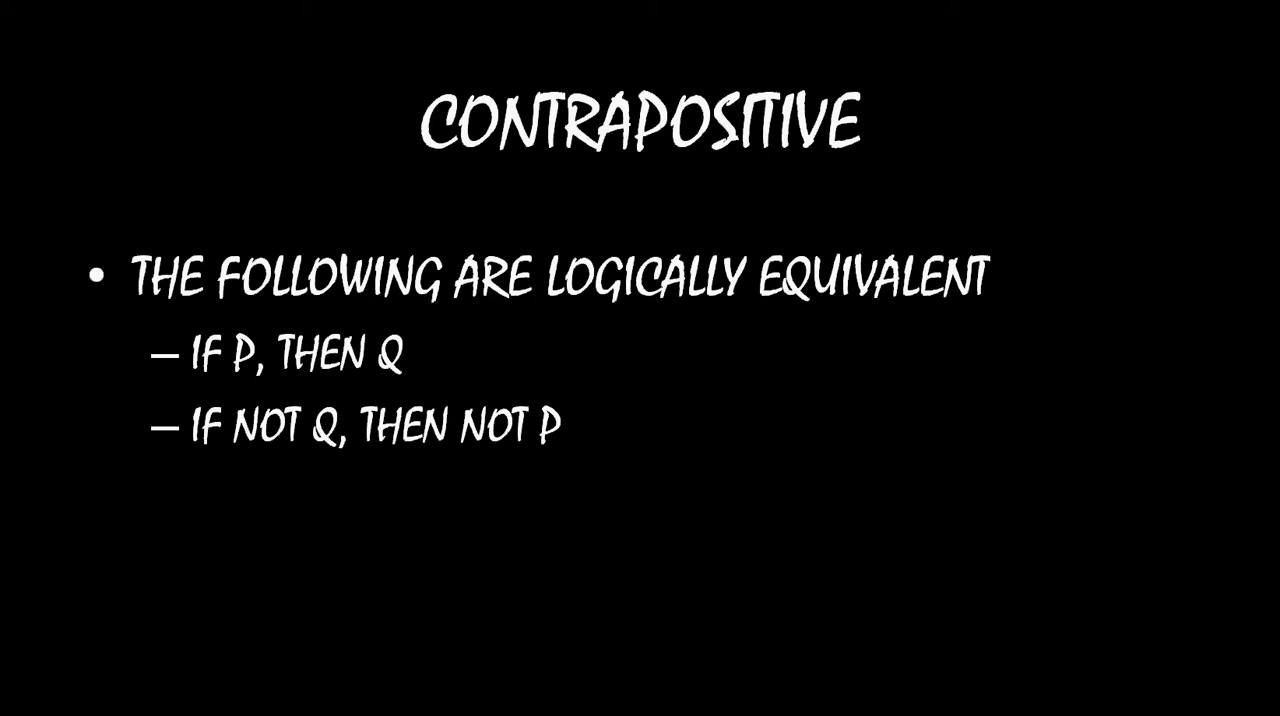 CONTRAPOSITIVE
• THE FOLLOWING ARE LOGICALLY EQUIVALENT
– IF P, THEN Q
– IF NOT Q, THEN NOT P